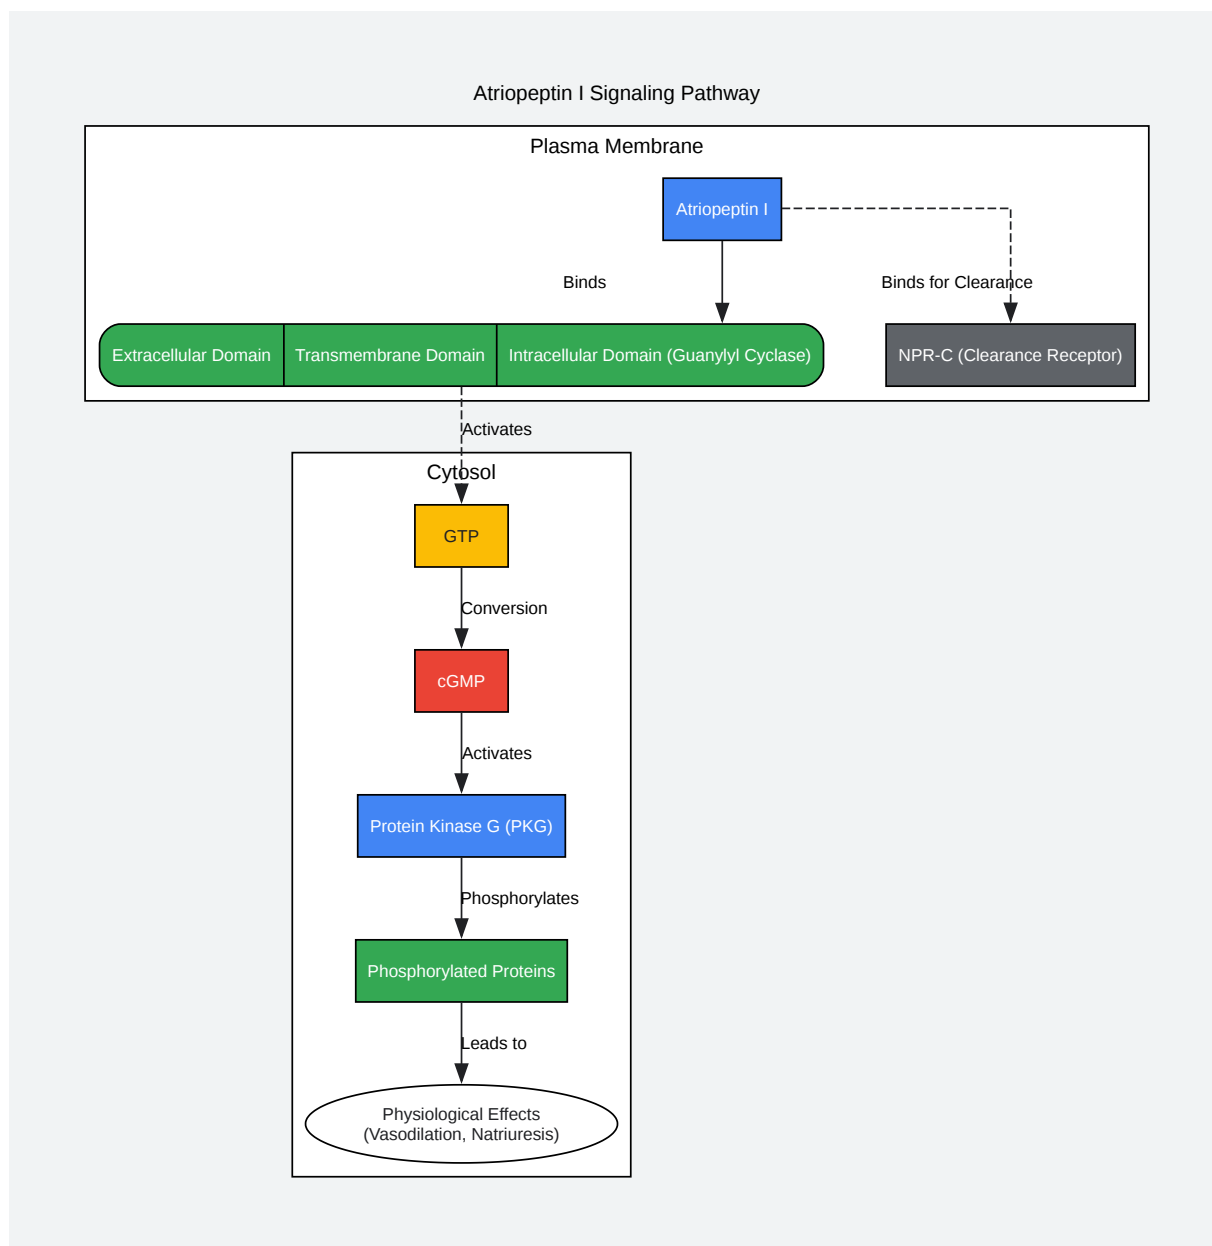 Atriopeptin I Signaling Pathway
Plasma Membrane
Atriopeptin I
Binds
Binds for Clearance
Extracellular Domain
Transmembrane Domain
Intracellular Domain (Guanylyl Cyclase)
NPR-C (Clearance Receptor)
Activates
Cytosol
GTP
Conversion
cGMP
Activates
Protein Kinase G (PKG)
Phosphorylates
Phosphorylated Proteins
Leads to
Physiological Effects
(Vasodilation, Natriuresis)